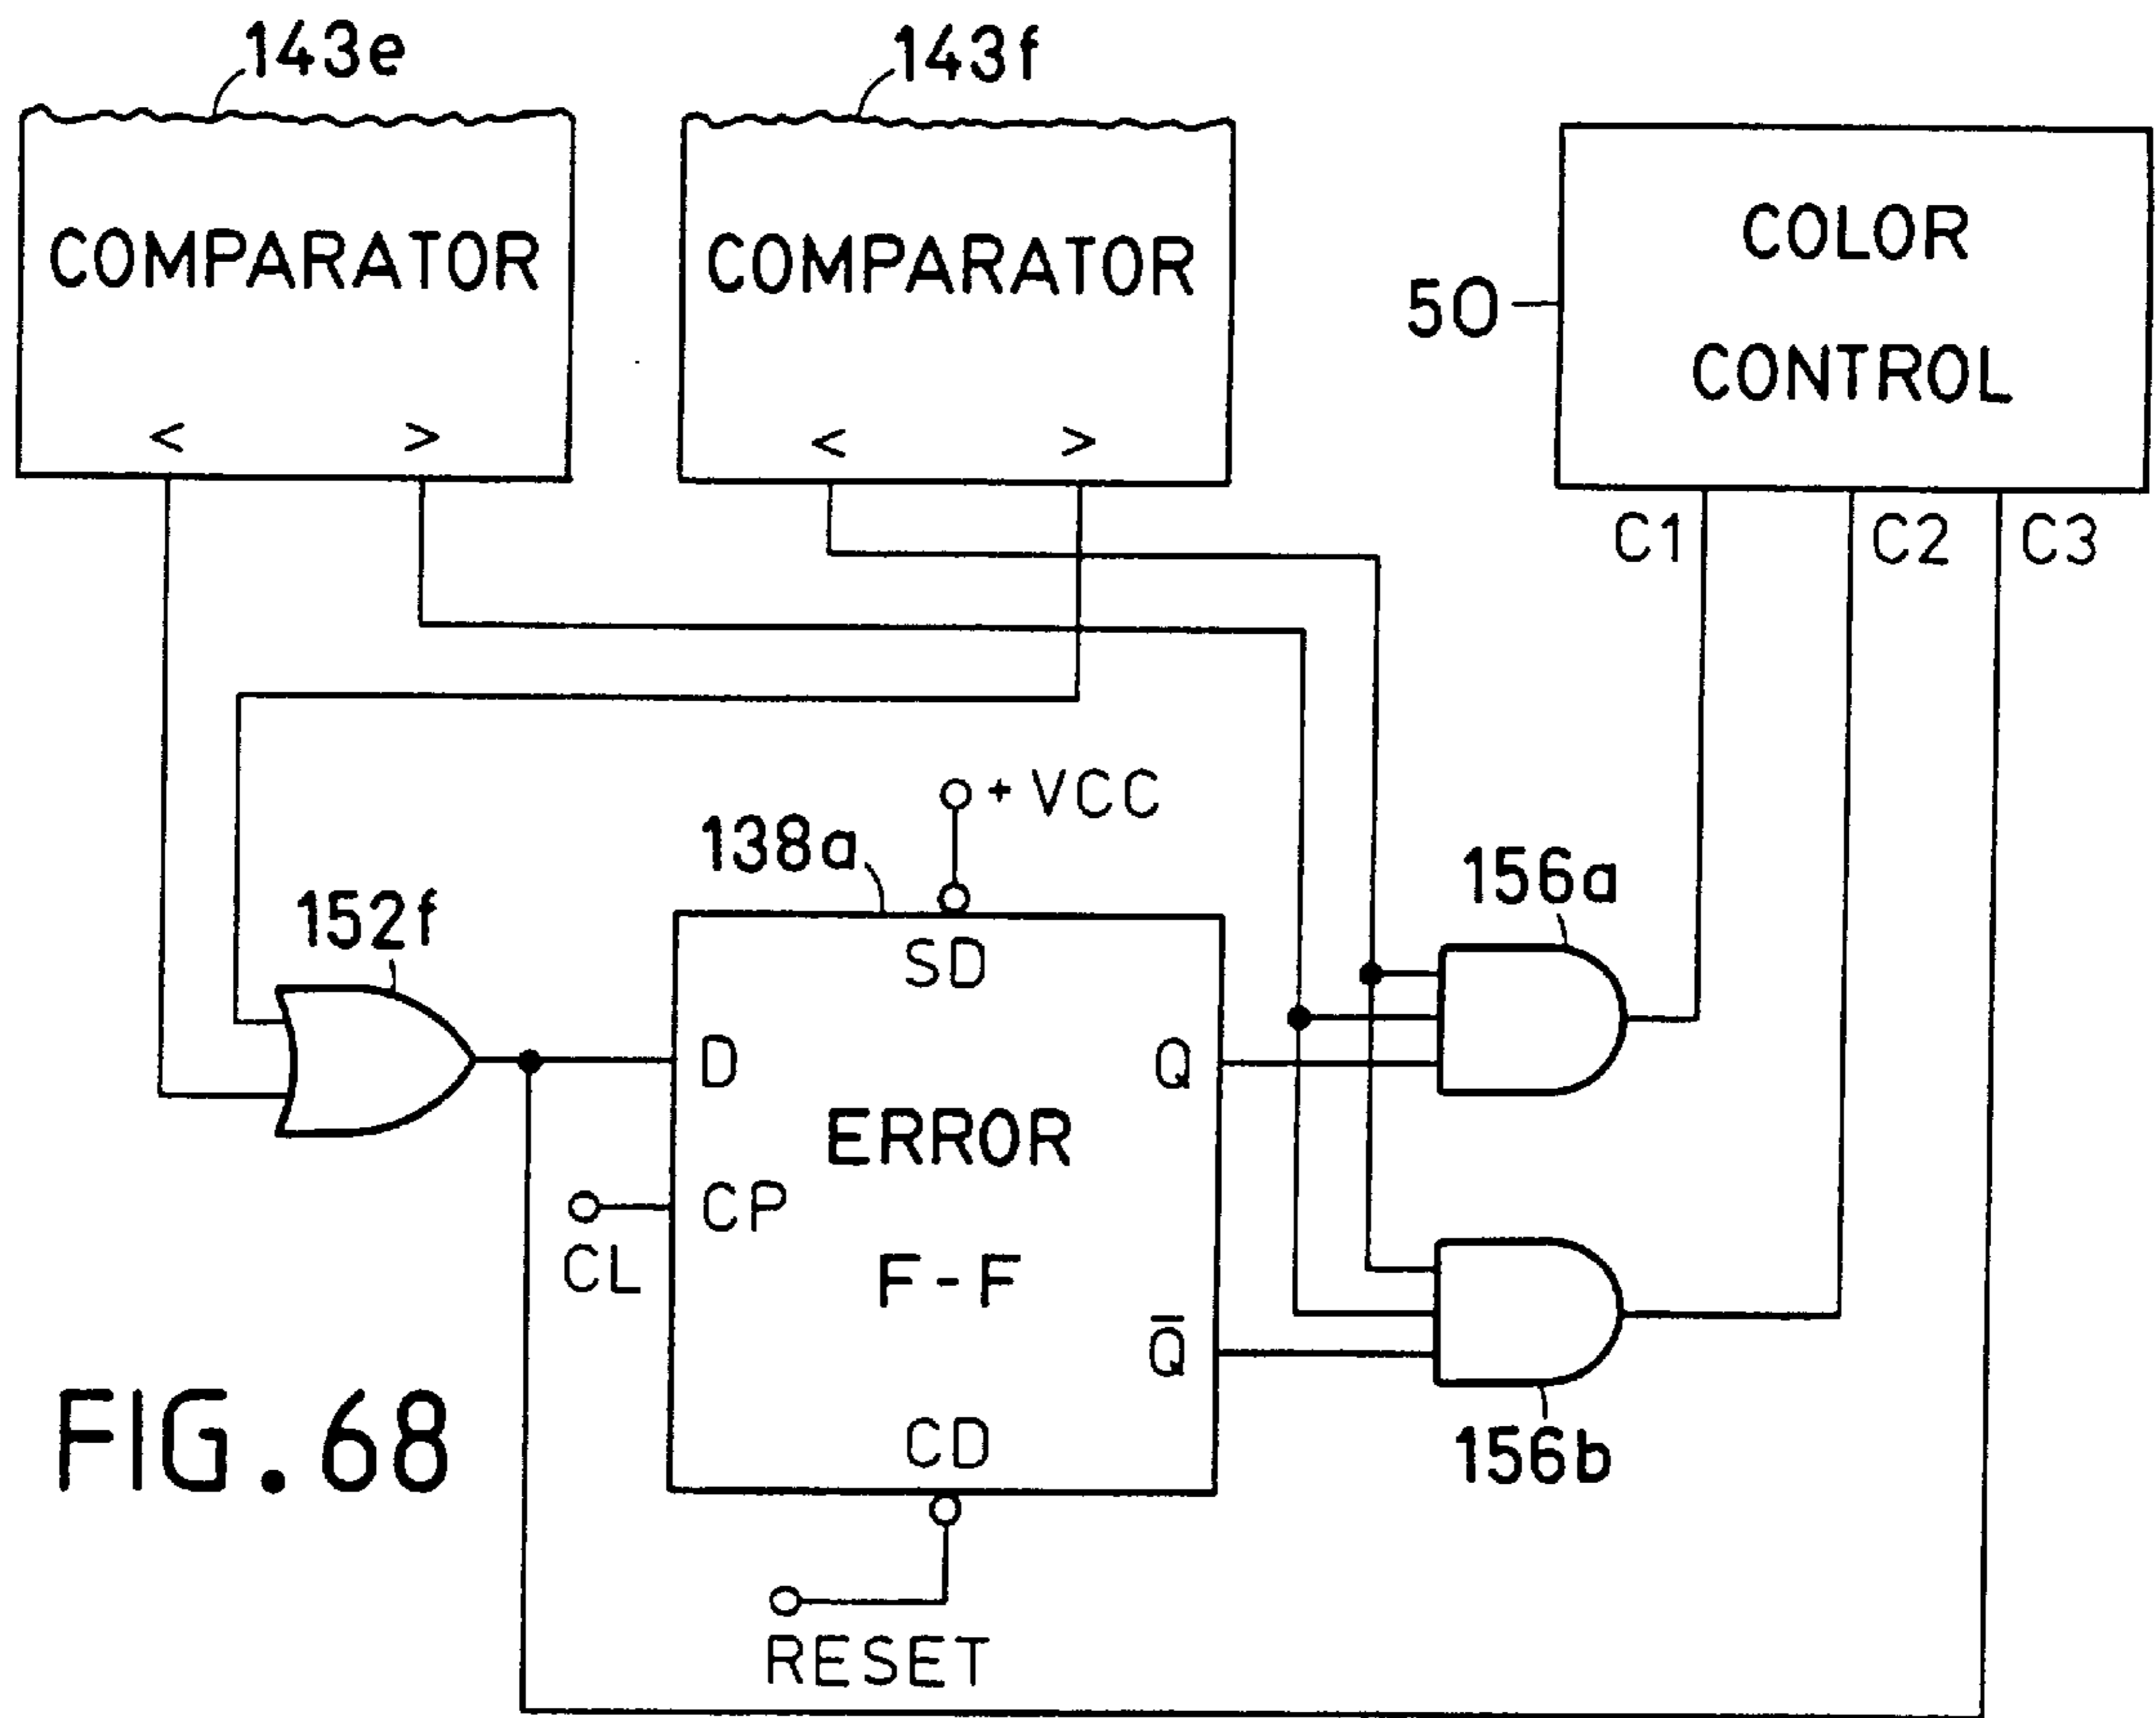 143e
143f
COMPARATOR
< >
COMPARATOR
< >
50
COLOR
CONTROL
C1
C2
C3
+ VCC
138a
152f
156a
SD
D
Q
ERROR
CP
CL
F-F
Q̅
CD
156b
RESET
FIG. 68